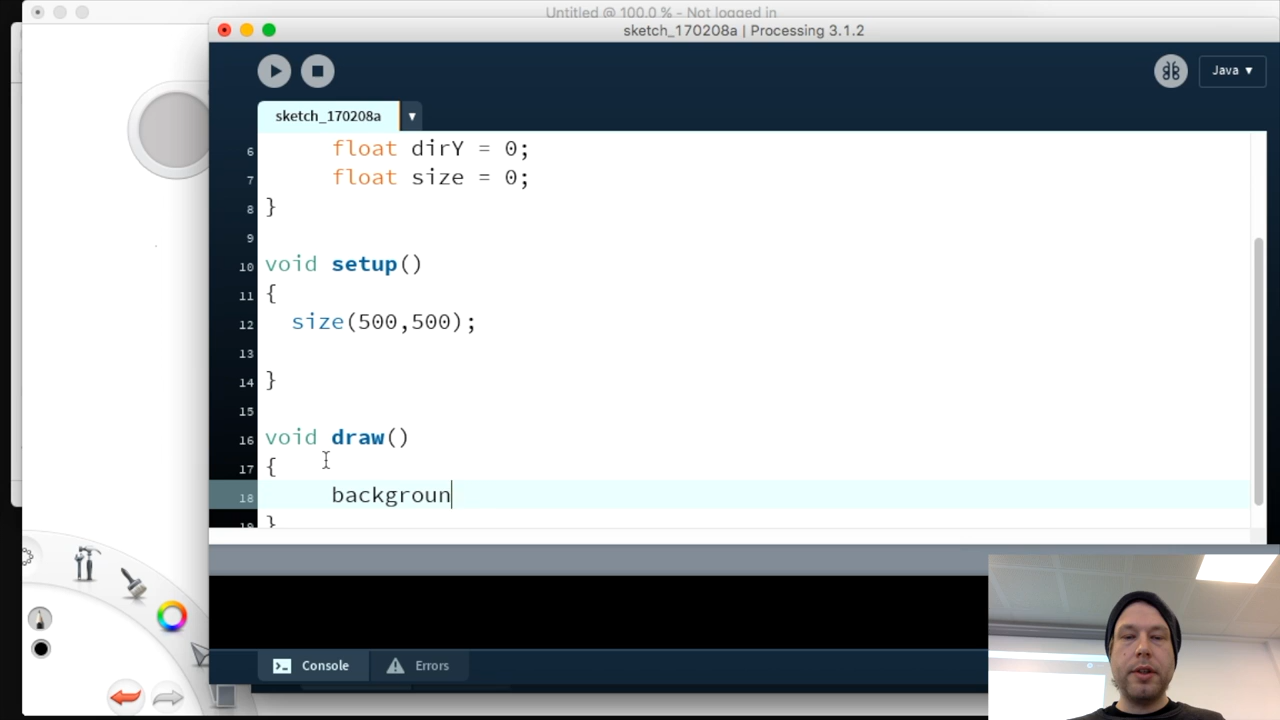 Untitled @ 100.0 % - Not logged in
sketch_170208a | Processing 3.1.2
Java ▾
sketch_170208a ▾
6 float dirY = 0;
7 float size = 0;
8 }
9
10 void setup()
11 {
12 size(500,500);
13
14 }
15
16 void draw()
17 {
18 backgroun
19 }
Console Errors